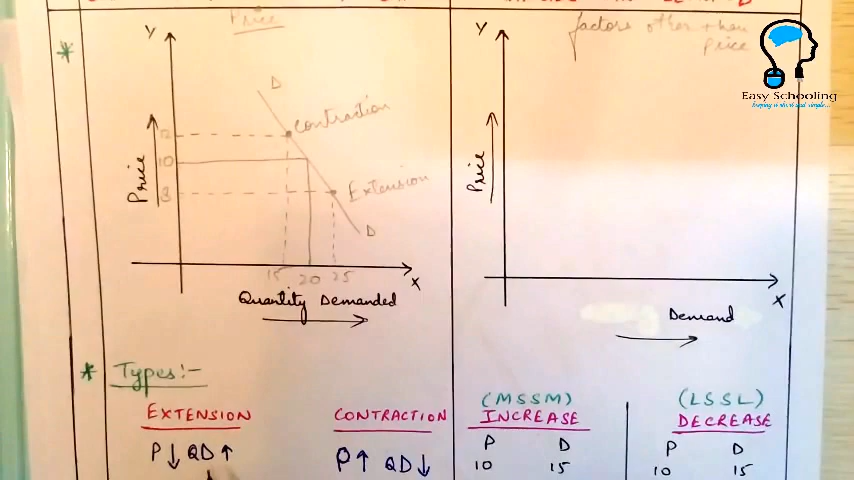 Price
Y
12
10
8
Price
D
Contraction
Extension
D
15 20 25
X
Quantity Demanded
factors other than
price
Y
Price
X
Demand
Easy Schooling
* Types:-
EXTENSION
P↓ QD↑
CONTRACTION
P↑ QD↓
(MSSM)
INCREASE
P D
10 15
(LSSL)
DECREASE
P D
10 15